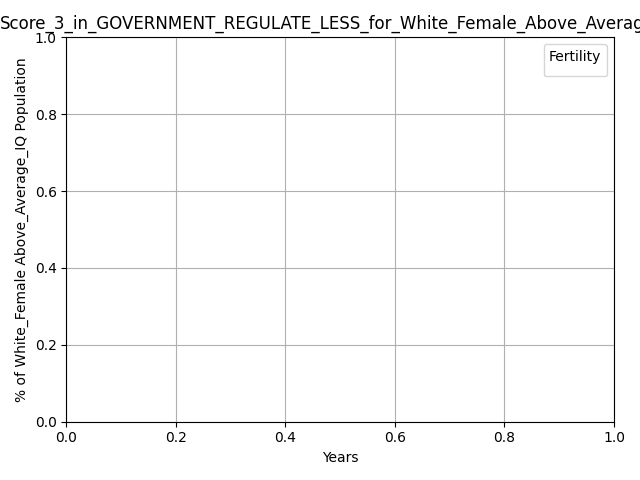 Score_3_in_GOVERNMENT_REGULATE_LESS_for_White_Female_Above_Averag
Fertility
% of White_Female Above_Average_IQ Population
1.0
0.8
0.6
0.4
0.2
0.0
0.0 0.2 0.4 0.6 0.8 1.0
Years